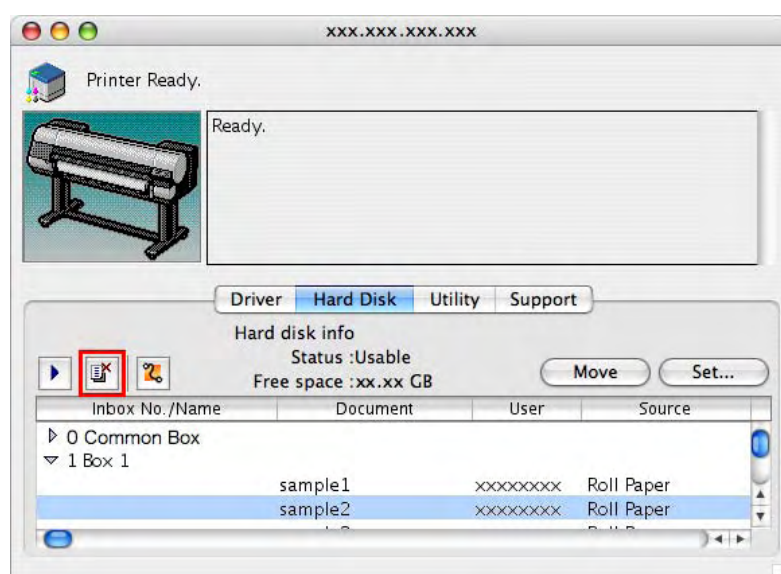 xxx.xxx.xxx.xxx
Printer Ready.
Ready.
Driver Hard Disk Utility Support
Hard disk info
Status :Usable
Free space :xx.xx GB
Move Set...
Inbox No./Name Document User Source
0 Common Box
1 Box 1
sample1 xxxxxxxx Roll Paper
sample2 xxxxxxxx Roll Paper